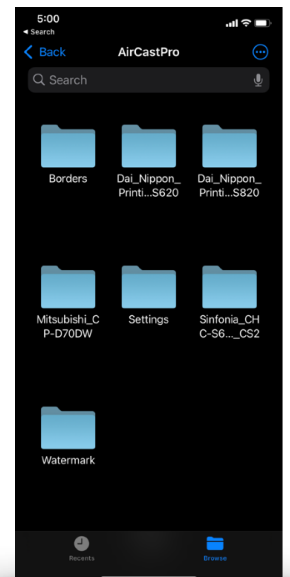 5:00
Search
Back
AirCastPro
Search
Borders
Dai_Nippon_
Printi...S620
Dai_Nippon_
Printi...S820
Mitsubishi_C
P-D70DW
Settings
Sinfonia_CH
C-S6..._CS2
Watermark
Recents
Browse